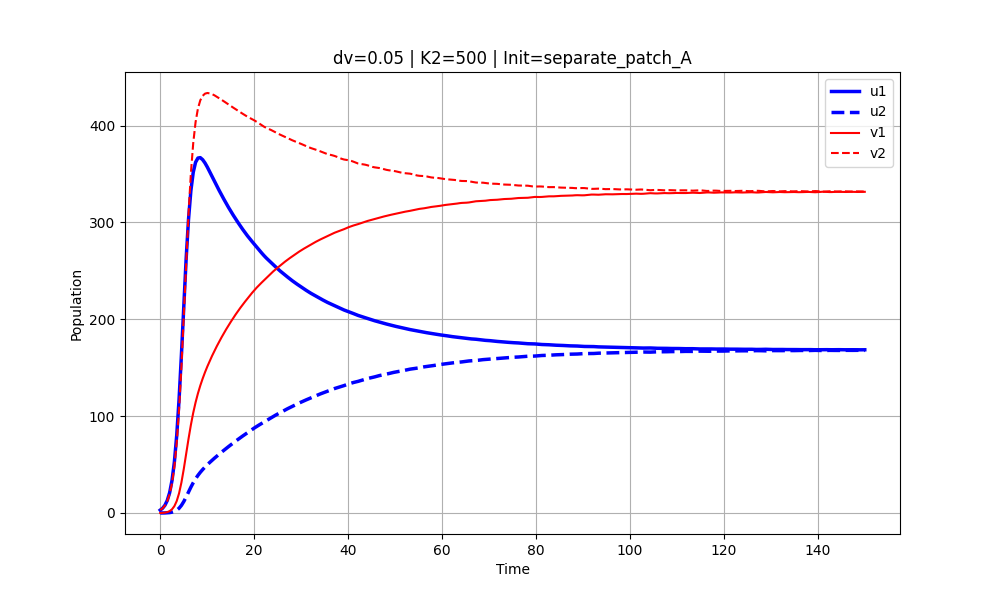 dv=0.05 | K2=500 | Init=separate_patch_A
u1
u2
v1
v2
Population
400
300
200
100
0
0 20 40 60 80 100 120 140
Time